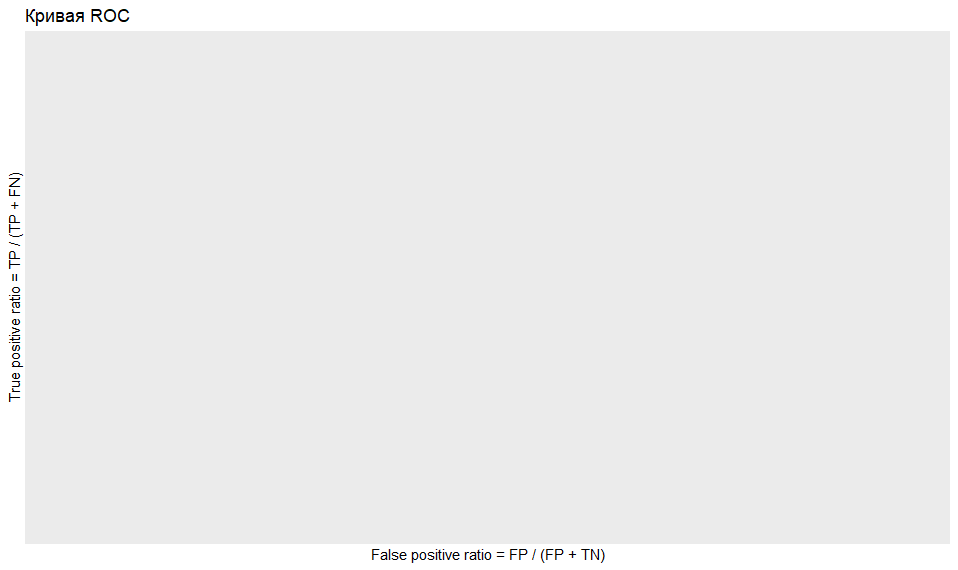 Кривая ROC
True positive ratio = TP / (TP + FN)
False positive ratio = FP / (FP + TN)